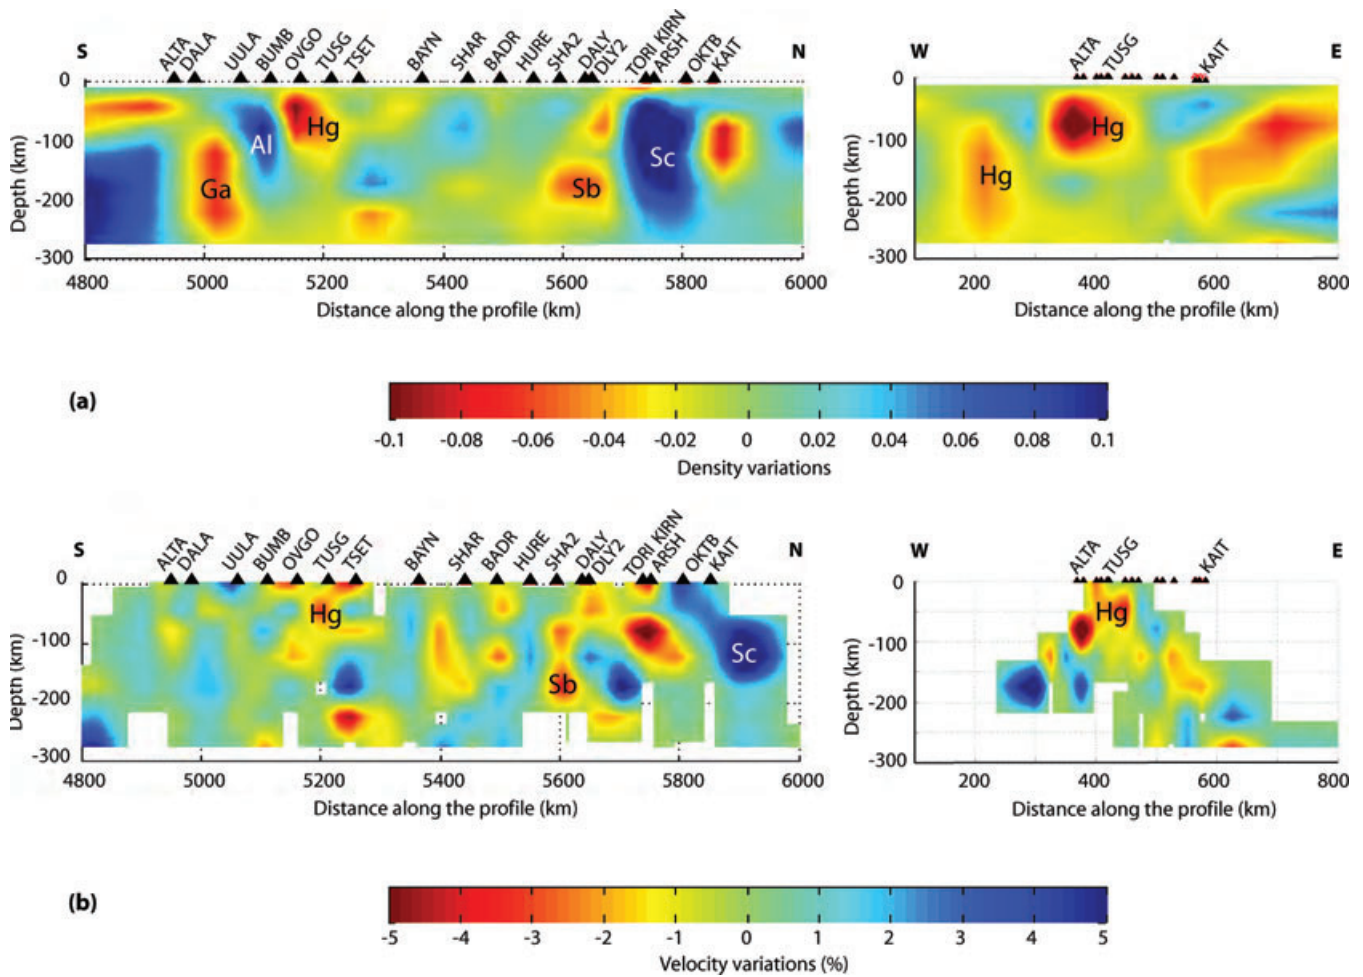 S ALTA DALA UULA BUMB OVGO TUSG TSET BAYN SHAR BADR HURE SHA2 DALY DLY2 TORI KIRN ARSH OKTB KAIT N
0
-100
-200
-300
Depth (km)
Ga Al Hg Sb Sc
4800 5000 5200 5400 5600 5800 6000
Distance along the profile (km)
W ALTA TUSG KAIT E
0
-100
-200
-300
Depth (km)
Hg Hg
200 400 600 800
Distance along the profile (km)
(a)
-0.1 -0.08 -0.06 -0.04 -0.02 0 0.02 0.04 0.06 0.08 0.1
Density variations
S ALTA DALA UULA BUMB OVGO TUSG TSET BAYN SHAR BADR HURE SHA2 DALY DLY2 TORI KIRN ARSH OKTB KAIT N
0
-100
-200
-300
Depth (km)
Hg Sb Sc
4800 5000 5200 5400 5600 5800 6000
Distance along the profile (km)
W ALTA TUSG KAIT E
0
-100
-200
-300
Depth (km)
Hg
200 400 600 800
Distance along the profile (km)
(b)
-5 -4 -3 -2 -1 0 1 2 3 4 5
Velocity variations (%)